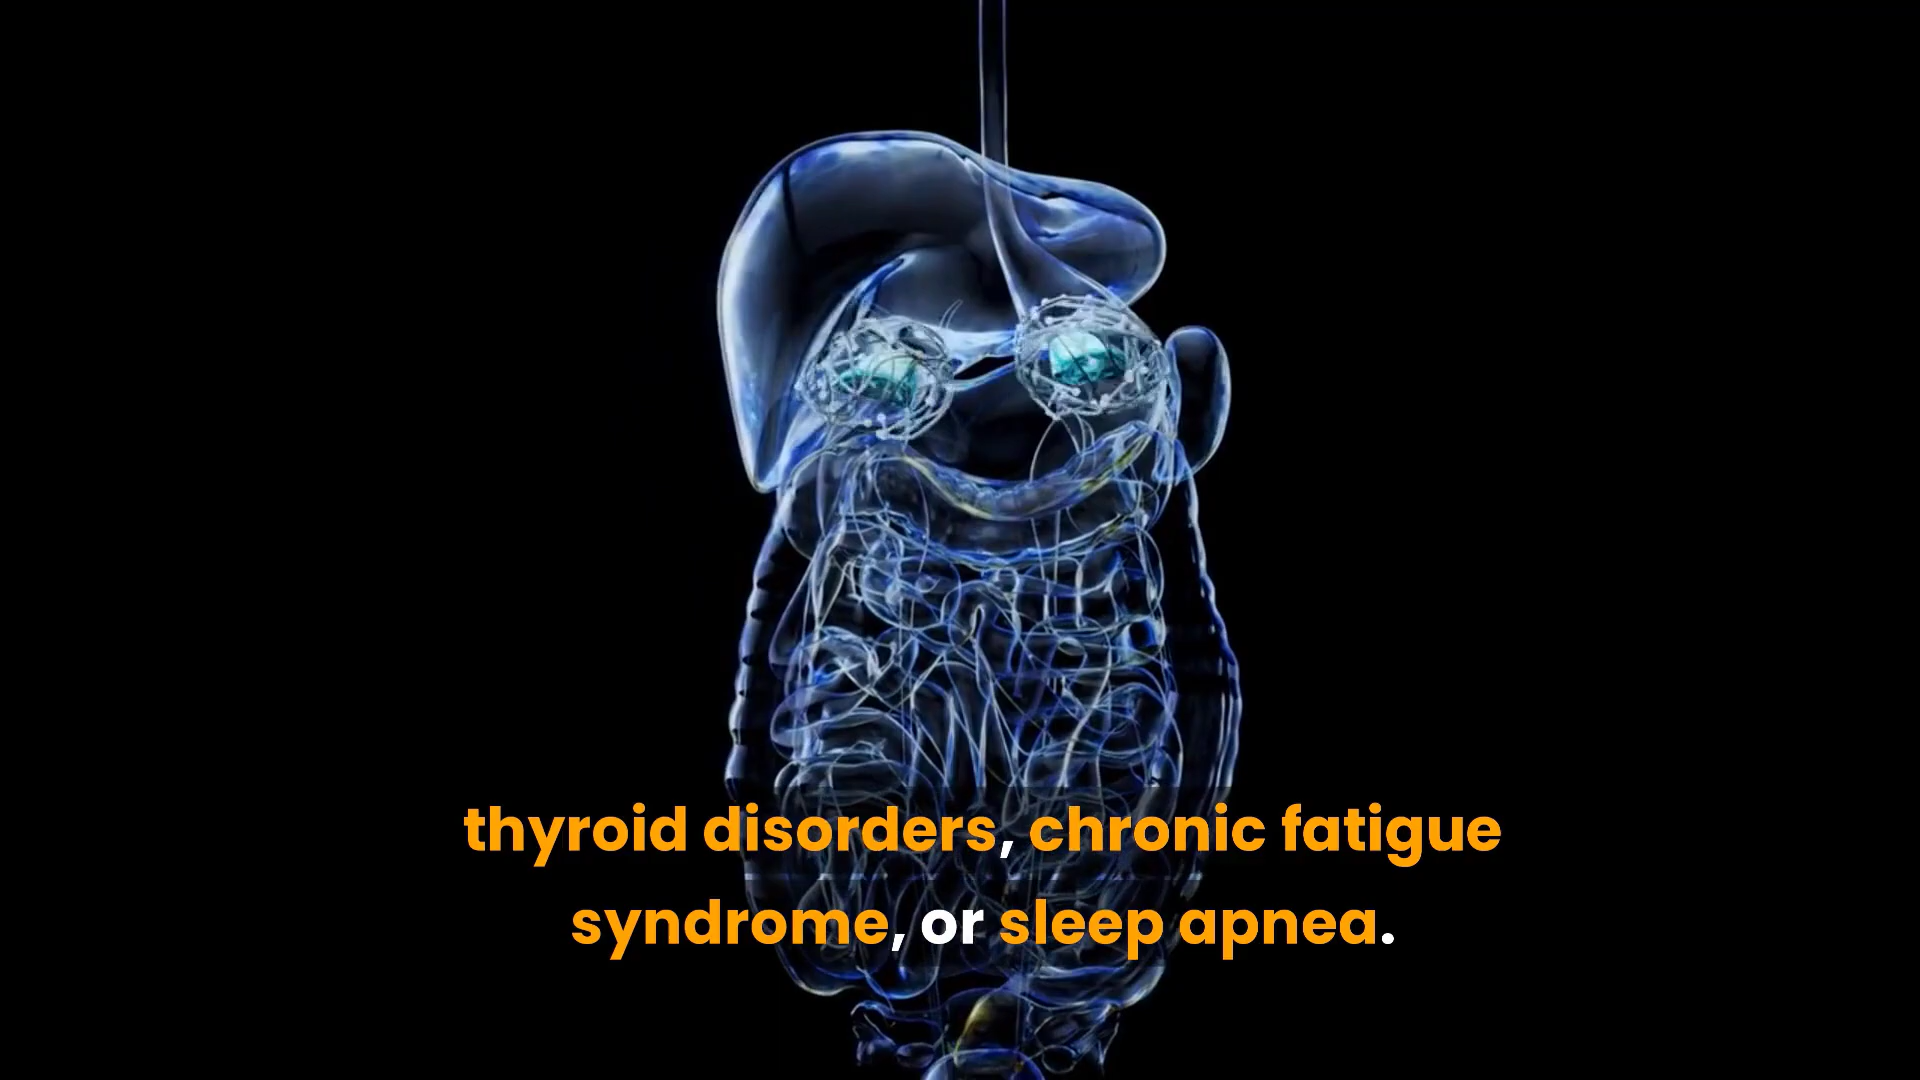 thyroid disorders, chronic fatigue
syndrome, or sleep apnea.